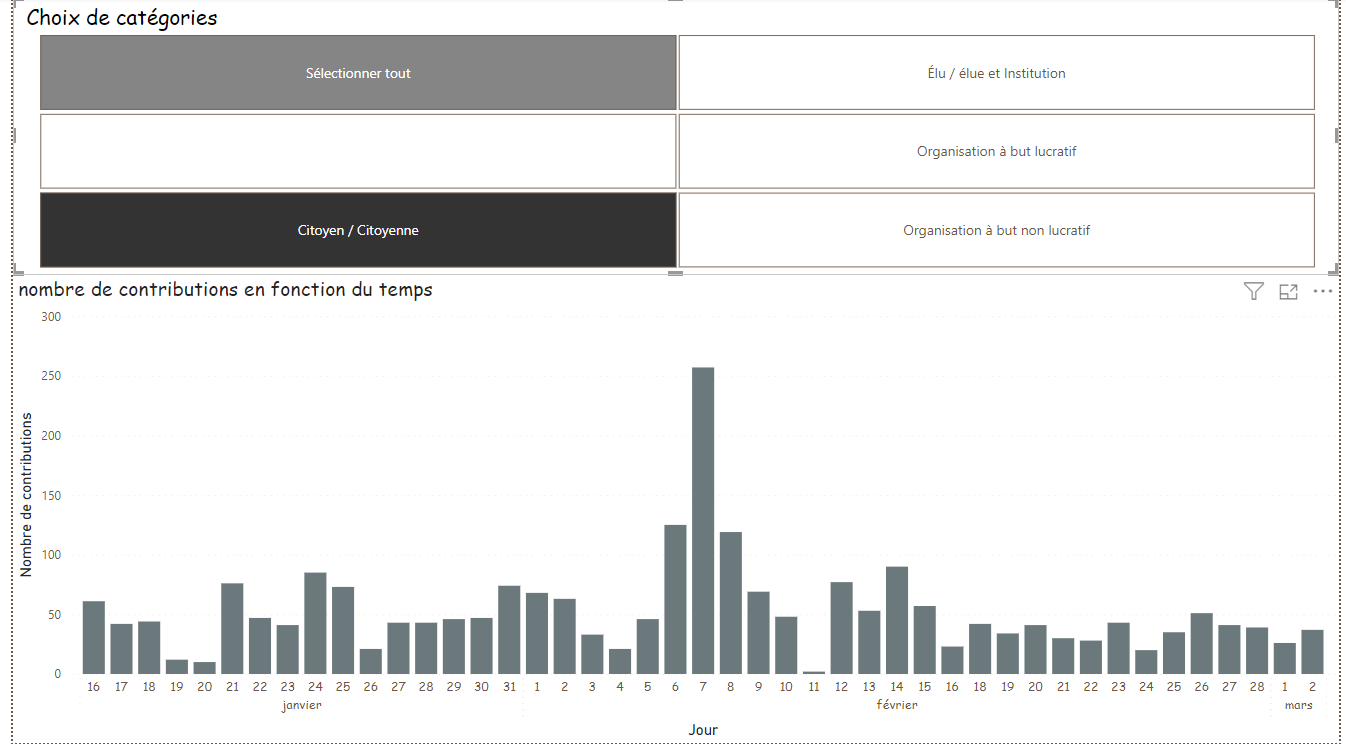 Choix de catégories
Sélectionner tout
Élu / élue et Institution
Organisation à but lucratif
Citoyen / Citoyenne
Organisation à but non lucratif
nombre de contributions en fonction du temps
Nombre de contributions
300
250
200
150
100
50
0
16 17 18 19 20 21 22 23 24 25 26 27 28 29 30 31 1 2 3 4 5 6 7 8 9 10 11 12 13 14 15 16 18 19 20 21 22 23 24 25 26 27 28 1 2
janvier février mars
Jour